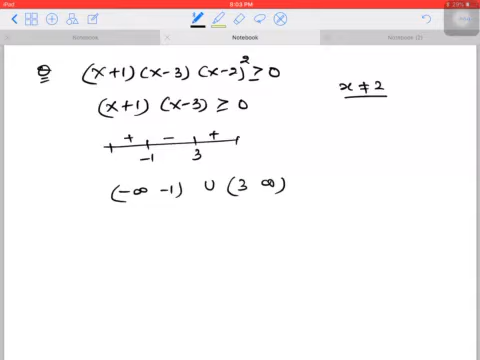 iPad
5:03 PM
29%
Notebook
Notebook
Notebook (2)
Q (x+1) (x-3) (x-2)² ≥ 0
x ≠ 2
(x+1) (x-3) ≥ 0
+ - +
-1 3
(-∞ -1) ∪ (3 ∞)